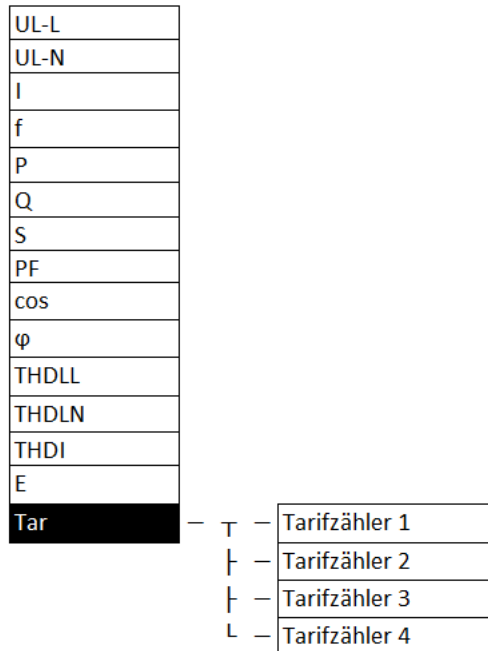 UL-L
UL-N
I
f
P
Q
S
PF
cos
φ
THDLL
THDLN
THDI
E
Tar
Tarifzähler 1
Tarifzähler 2
Tarifzähler 3
Tarifzähler 4